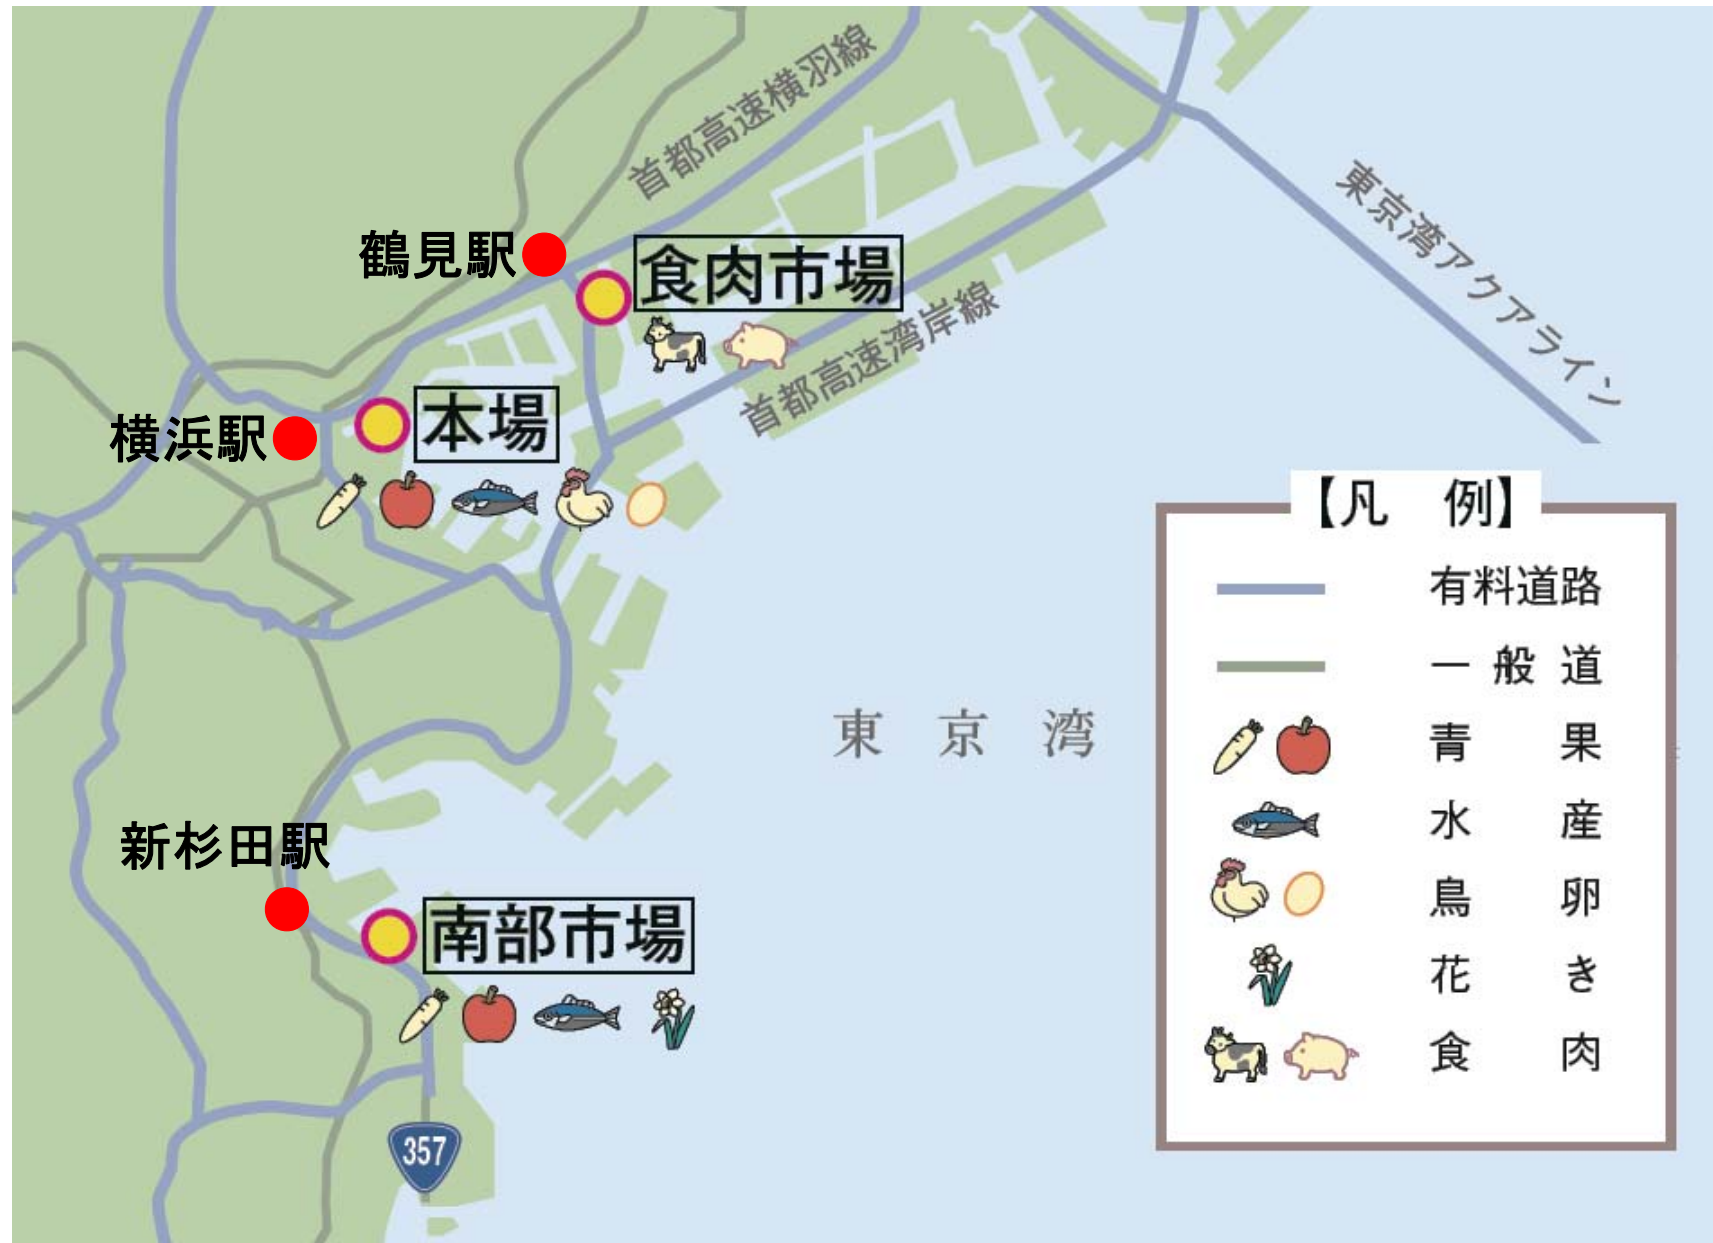 首都高速横羽線
東京湾アクアライン
鶴見駅
食肉市場
首都高速湾岸線
横浜駅
本場
東京湾
新杉田駅
南部市場
357
【凡 例】
有料道路
一般道
青果
水産
鳥卵
花き
食肉